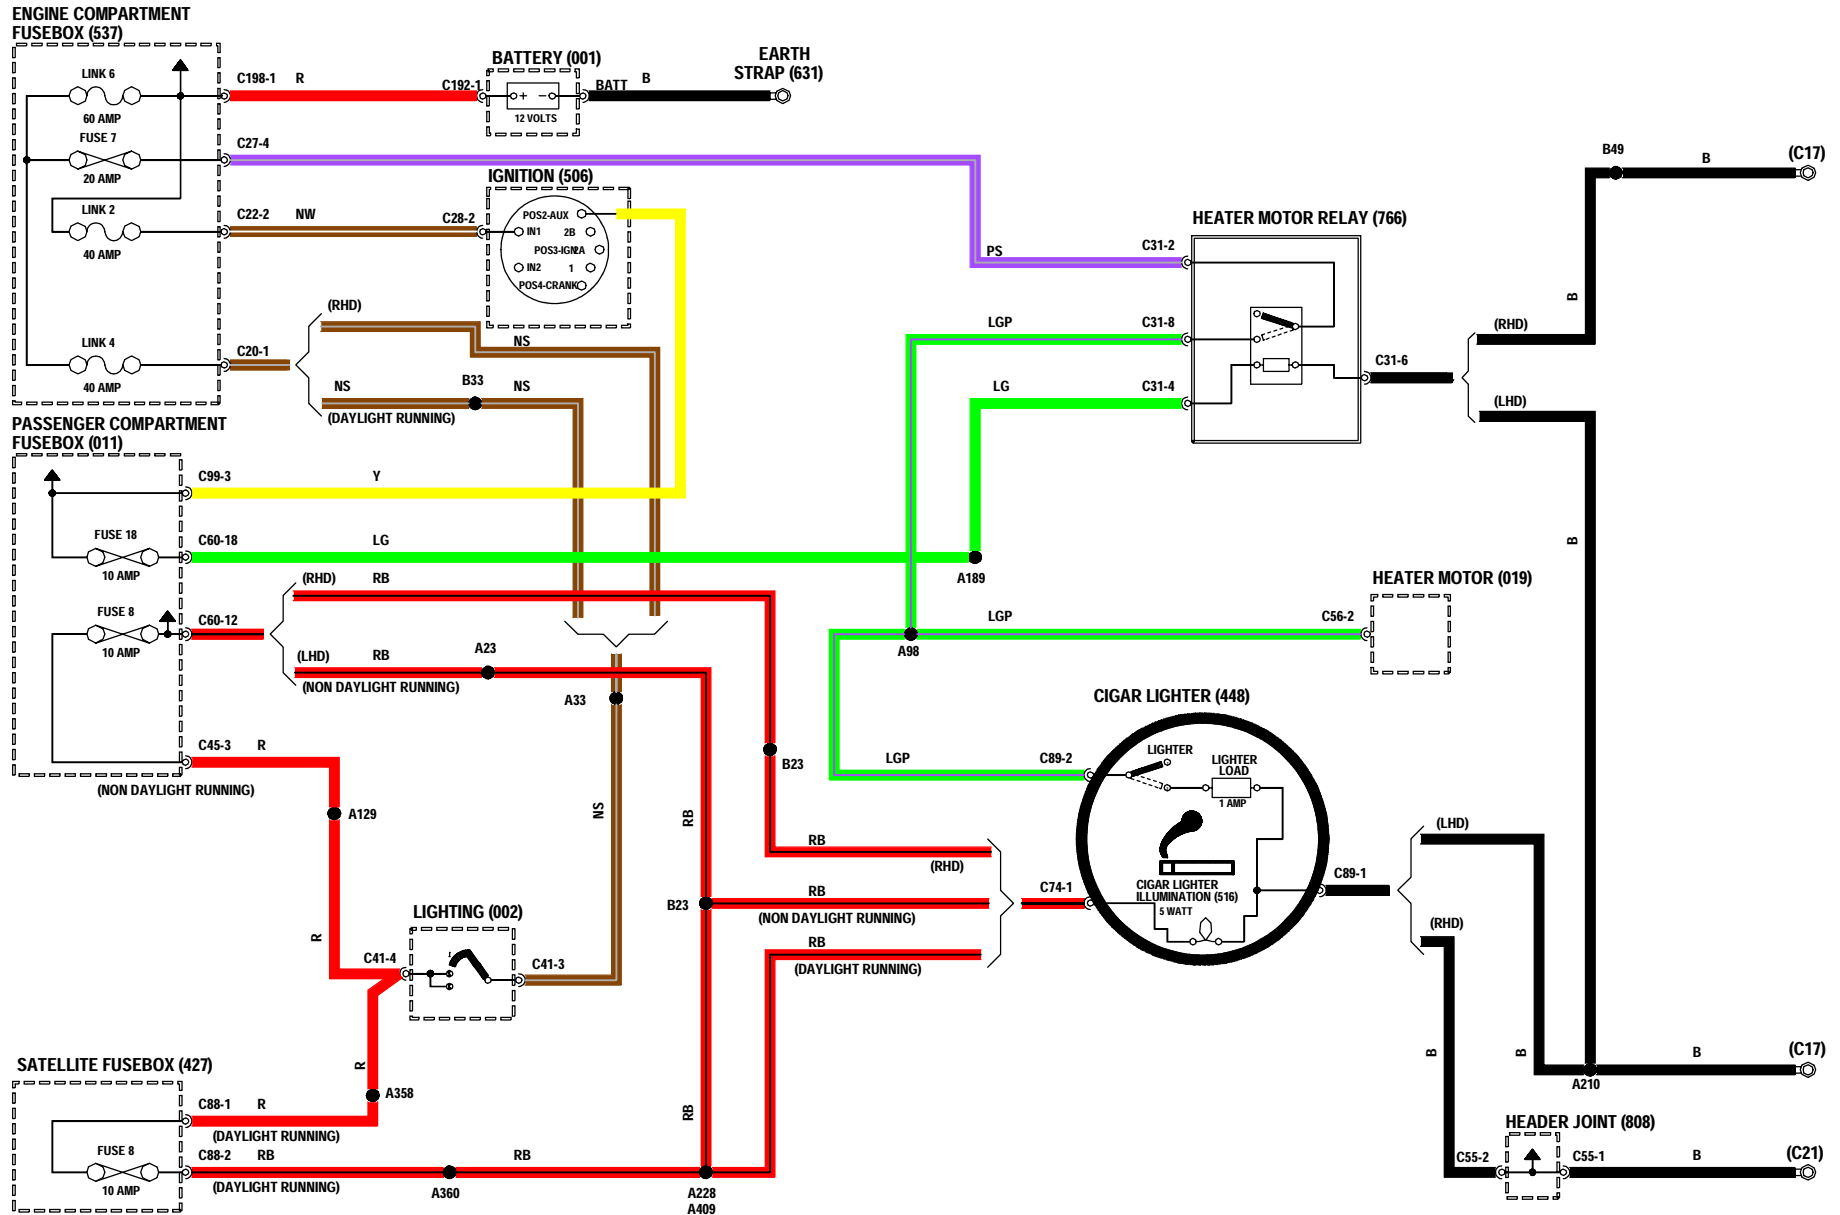 ENGINE COMPARTMENT
FUSEBOX (537)
LINK 6
60 AMP
FUSE 7
20 AMP
LINK 2
40 AMP
LINK 4
40 AMP
C198-1 R
C192-1
BATTERY (001)
12 VOLTS
BATT B
EARTH
STRAP (631)
C27-4
IGNITION (506)
C22-2 NW
C28-2
POS2-AUX
IN1 2B
POS3-IGN 2A
IN2 1
POS4-CRANK
(RHD)
C20-1
NS
NS B33 NS
(DAYLIGHT RUNNING)
PS
HEATER MOTOR RELAY (766)
C31-2
LGP C31-8
LG C31-4
C31-6
(RHD)
(LHD)
B
B49 B (C17)
B
PASSENGER COMPARTMENT
FUSEBOX (011)
C99-3 Y
FUSE 18
10 AMP
C60-18 LG
A189
FUSE 8
10 AMP
C60-12
(RHD) RB
(LHD) RB A23
(NON DAYLIGHT RUNNING)
A33
LGP
A98
C56-2
HEATER MOTOR (019)
C45-3 R
(NON DAYLIGHT RUNNING)
A129
NS
RB
B23
LGP C89-2
CIGAR LIGHTER (448)
LIGHTER
LIGHTER
LOAD
1 AMP
CIGAR LIGHTER
ILLUMINATION (516)
5 WATT
RB
(RHD)
B23
RB
(NON DAYLIGHT RUNNING)
C74-1
RB
(DAYLIGHT RUNNING)
C89-1
(LHD)
(RHD)
R
LIGHTING (002)
C41-4
C41-3
R
A358
SATELLITE FUSEBOX (427)
C88-1 R
(DAYLIGHT RUNNING)
FUSE 8
10 AMP
C88-2 RB
(DAYLIGHT RUNNING)
A360
RB
RB
A228
A409
B
B
A210
B (C17)
HEADER JOINT (808)
C55-2
C55-1 B (C21)